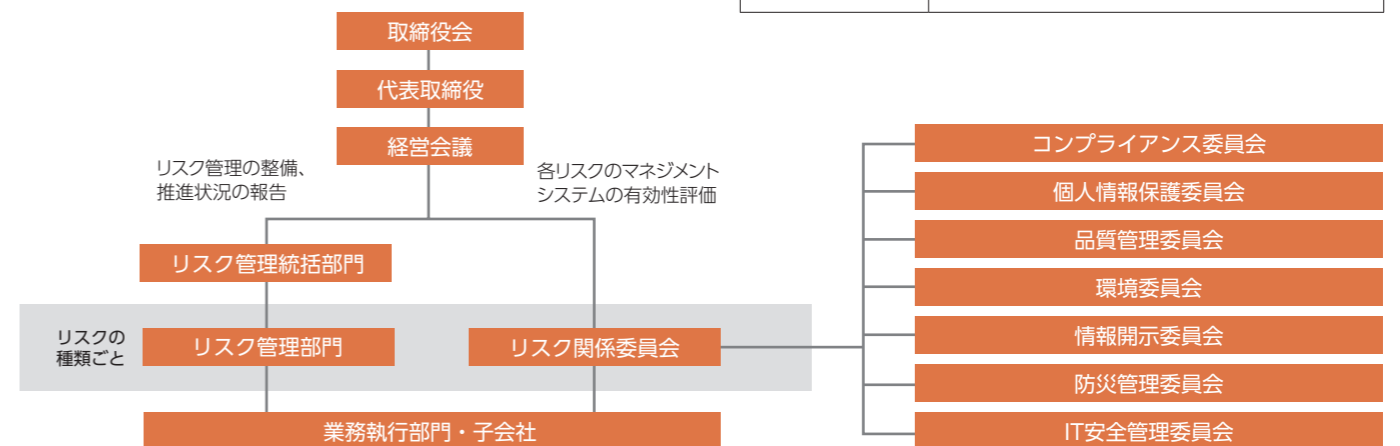 取締役会
代表取締役
経営会議
リスク管理の整備、
推進状況の報告
各リスクのマネジメント
システムの有効性評価
リスク管理統括部門
リスクの
種類ごと
リスク管理部門
リスク関係委員会
業務執行部門・子会社
コンプライアンス委員会
個人情報保護委員会
品質管理委員会
環境委員会
情報開示委員会
防災管理委員会
IT安全管理委員会